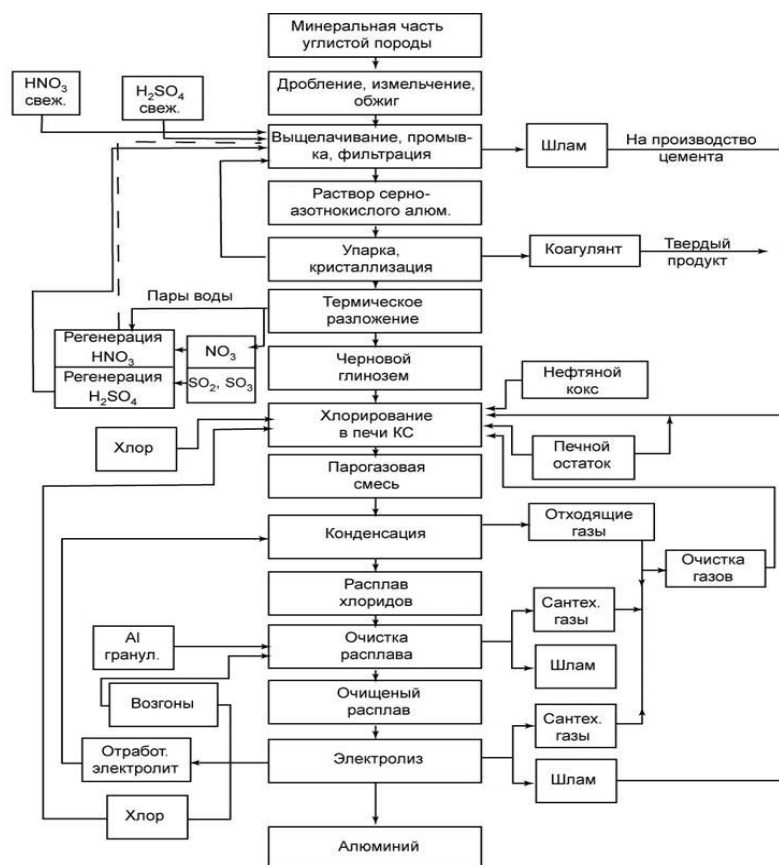 Минеральная часть
углистой породы
HNO₃
свеж.
H₂SO₄
свеж.
Дробление, измельчение,
обжиг
Выщелачивание, промыв-
ка, фильтрация
Шлам
На производство
цемента
Раствор серно-
азотнокислого алюм.
Упарка,
кристаллизация
Коагулянт
Твердый
продукт
Пары воды
Термическое
разложение
Регенерация
HNO₃
NO₃
Регенерация
H₂SO₄
SO₂, SO₃
Черновой
глинозем
Нефтяной
кокс
Хлор
Хлорирование
в печи КС
Печной
остаток
Парогазовая
смесь
Конденсация
Отходящие
газы
Очистка
газов
Расплав
хлоридов
Сантех.
газы
Al
гранул.
Очистка
расплава
Шлам
Возгоны
Очищеный
расплав
Сантех.
газы
Отработ.
электролит
Электролиз
Шлам
Хлор
Алюминий